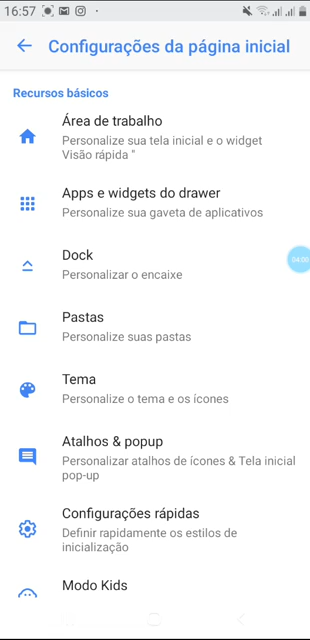 16:57
Configurações da página inicial
Recursos básicos
Área de trabalho
Personalize sua tela inicial e o widget
Visão rápida "
Apps e widgets do drawer
Personalize sua gaveta de aplicativos
Dock
Personalizar o encaixe
04:00
Pastas
Personalize suas pastas
Tema
Personalize o tema e os ícones
Atalhos & popup
Personalizar atalhos de ícones & Tela inicial
pop-up
Configurações rápidas
Definir rapidamente os estilos de
inicialização
Modo Kids